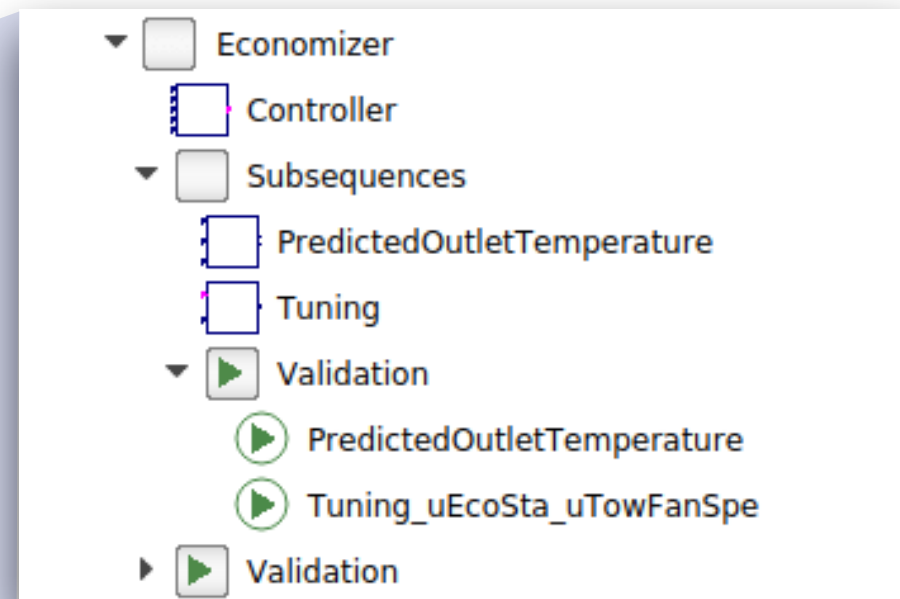 Economizer
Controller
Subsequences
PredictedOutletTemperature
Tuning
Validation
PredictedOutletTemperature
Tuning_uEcoSta_uTowFanSpe
Validation